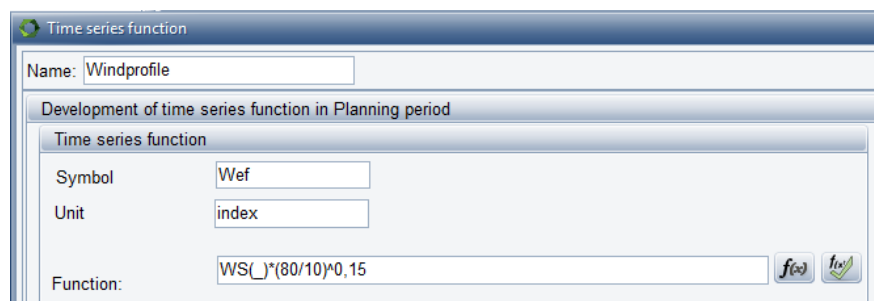 Time series function
Name: Windprofile
Development of time series function in Planning period
Time series function
Symbol Wef
Unit index
Function: WS(_)*(80/10)^0,15 f(x) f(x)